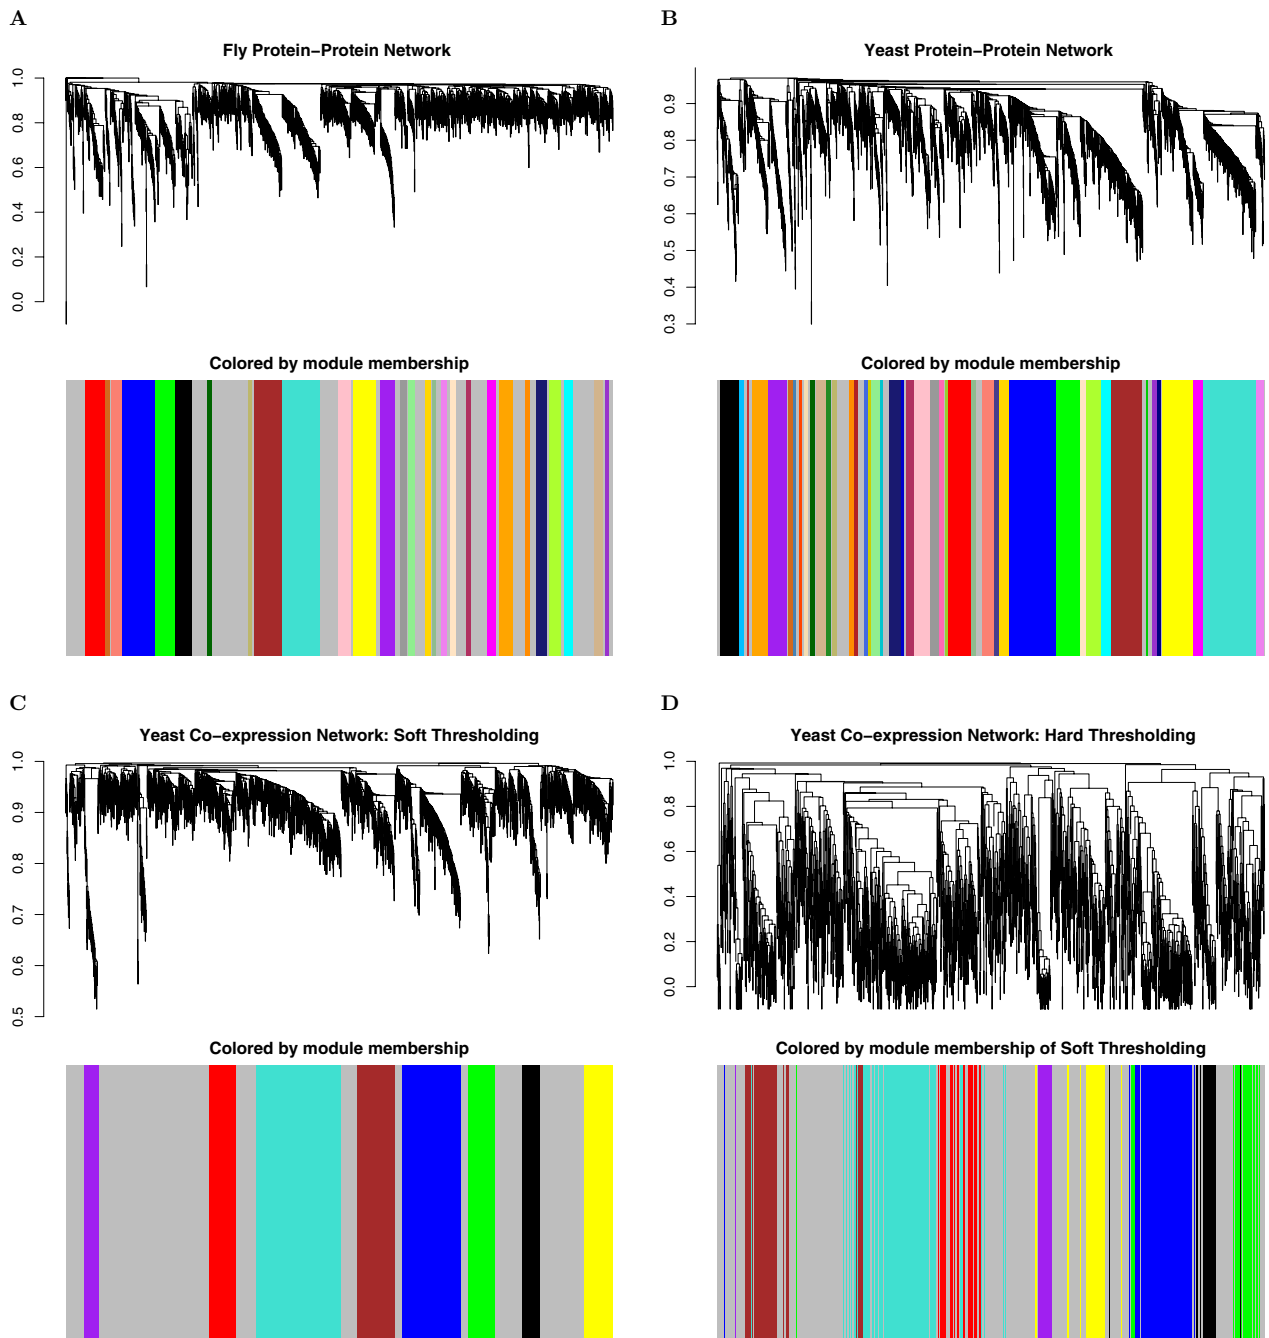 A
Fly Protein−Protein Network
1.0
0.8
0.6
0.4
0.2
0.0
Colored by module membership
B
Yeast Protein−Protein Network
0.9
0.8
0.7
0.6
0.5
0.4
0.3
Colored by module membership
C
Yeast Co−expression Network: Soft Thresholding
1.0
0.9
0.8
0.7
0.6
0.5
Colored by module membership
D
Yeast Co−expression Network: Hard Thresholding
1.0
0.8
0.6
0.4
0.2
0.0
Colored by module membership of Soft Thresholding